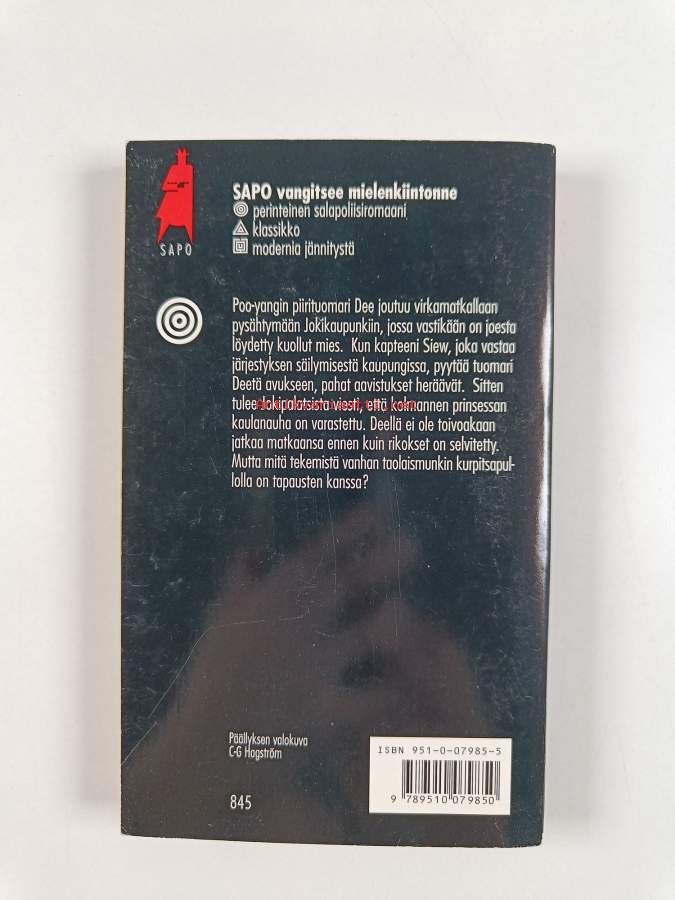 SAPO
SAPO vangitsee mielenkiintonne
perinteinen salapoliisiromaani
klassikko
modernia jännitystä
Poo-yangin piirituomari Dee joutuu virkamatkallaan
pysähtymään Jokikaupunkiin, jossa vastikään on joesta
löydetty kuollut mies. Kun kapteeni Siew, joka vastaa
järjestyksen säilymisestä kaupungissa, pyytää tuomari
Deetä avukseen, pahat aavistukset heräävät. Sitten
tulee Jokipalatsista viesti, että kolmannen prinsessan
kaulanauha on varastettu. Deellä ei ole toivoakaan
jatkaa matkaansa ennen kuin rikokset on selvitetty.
Mutta mitä tekemistä vanhan taolaismunkin kurpitsapul-
lolla on tapausten kanssa?
Päällyksen valokuva
C-G Hagström
845
ISBN 951-0-07985-5
9 789510 079850